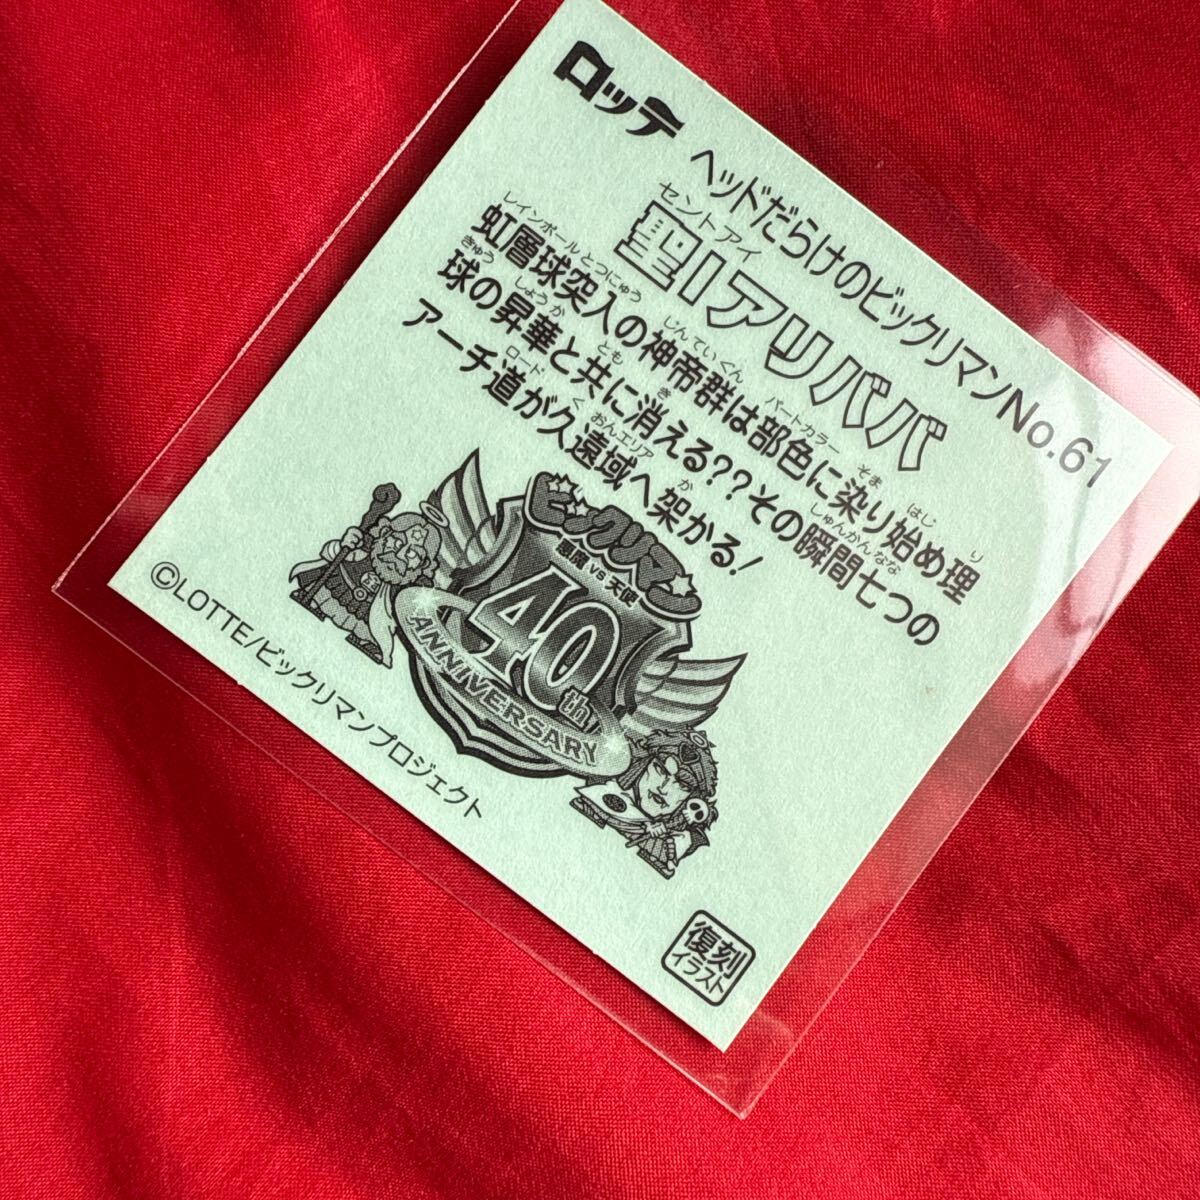 ロッテ
ヘッドだらけのビックリマンNo.61
セントアイ
聖Iアリババ
レインボール とつにゅう じんていぐん パートカラー そま はじ り
虹層球突入の神帝群は部色に染り始め理
きゅう しょうか とも き しゅんかんなな
球の昇華と共に消える??その瞬間七つの
ロード くおんエリア か
アーチ道が久遠域へ架かる!
ビックリマン
悪魔VS天使
40th
ANNIVERSARY
©LOTTE/ビックリマンプロジェクト
復刻
イラスト